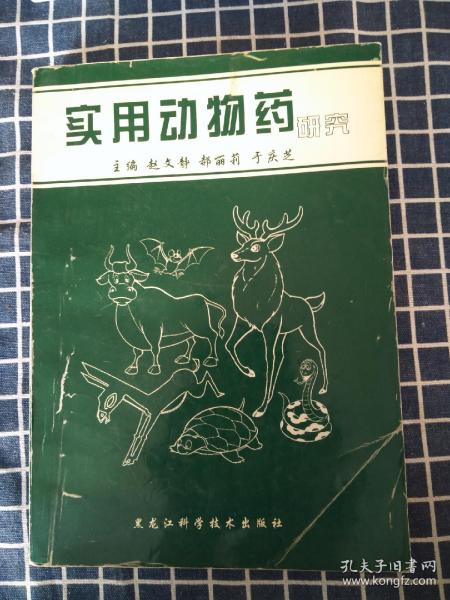 实用动物药研究
主编 赵文静 郝丽莉 于庆芝
黑龙江科学技术出版社
孔夫子旧书网
www.kongfz.com